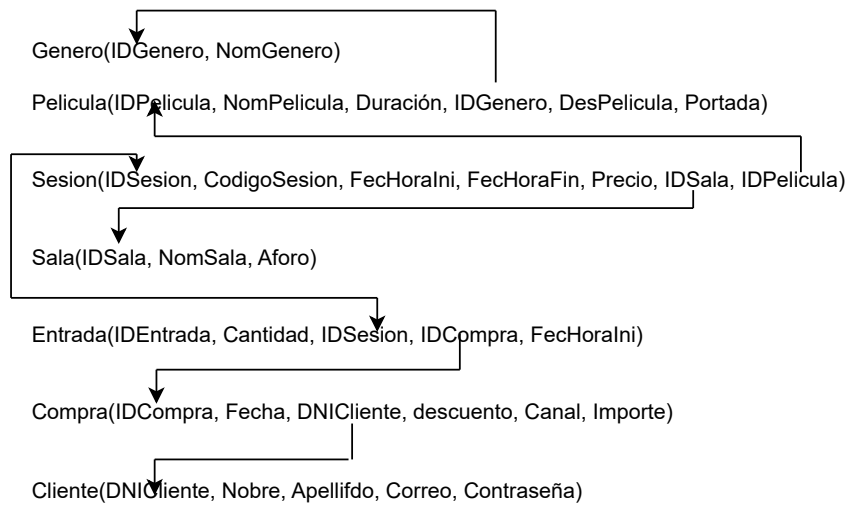 Genero(IDGenero, NomGenero)
Pelicula(IDPelicula, NomPelicula, Duración, IDGenero, DesPelicula, Portada)
Sesion(IDSesion, CodigoSesion, FecHoraIni, FecHoraFin, Precio, IDSala, IDPelicula)
Sala(IDSala, NomSala, Aforo)
Entrada(IDEntrada, Cantidad, IDSesion, IDCompra, FecHoraIni)
Compra(IDCompra, Fecha, DNICliente, descuento, Canal, Importe)
Cliente(DNICliente, Nobre, Apellifdo, Correo, Contraseña)